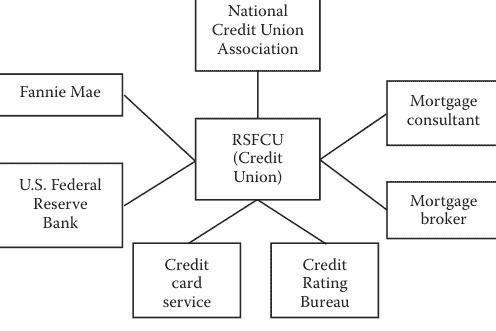 National
Credit Union
Association
Fannie Mae
Mortgage
consultant
RSFCU
(Credit
Union)
U.S. Federal
Reserve
Bank
Mortgage
broker
Credit
card
service
Credit
Rating
Bureau